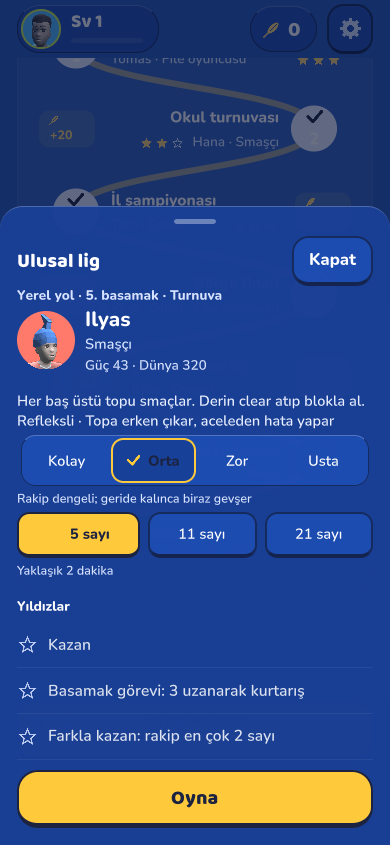 Sv 1
0
Tomas · File oyuncusu
Okul turnuvası
+20
Hana · Smaşçı
2
İl şampiyonası
Ulusal lig
Kapat
Yerel yol · 5. basamak · Turnuva
Ilyas
Smaşçı
Güç 43 · Dünya 320
Her baş üstü topu smaçlar. Derin clear atıp blokla al.
Refleksli · Topa erken çıkar, aceleden hata yapar
Kolay
Orta
Zor
Usta
Rakip dengeli; geride kalınca biraz gevşer
5 sayı
11 sayı
21 sayı
Yaklaşık 2 dakika
Yıldızlar
Kazan
Basamak görevi: 3 uzanarak kurtarış
Farkla kazan: rakip en çok 2 sayı
Oyna